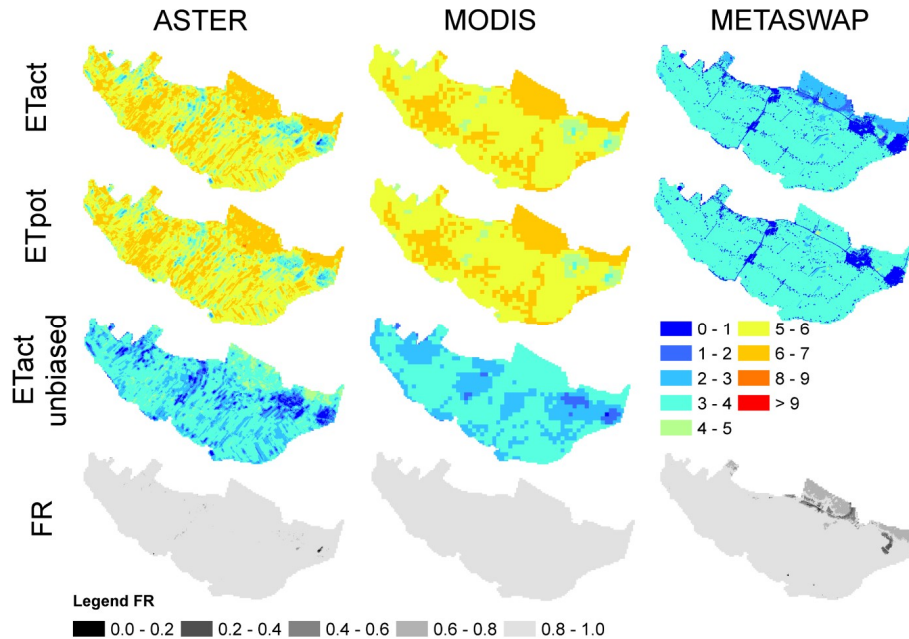 ASTER MODIS METASWAP
ETact
ETpot
ETact
unbiased
0 - 1 5 - 6
1 - 2 6 - 7
2 - 3 8 - 9
3 - 4 > 9
4 - 5
FR
Legend FR
0.0 - 0.2 0.2 - 0.4 0.4 - 0.6 0.6 - 0.8 0.8 - 1.0